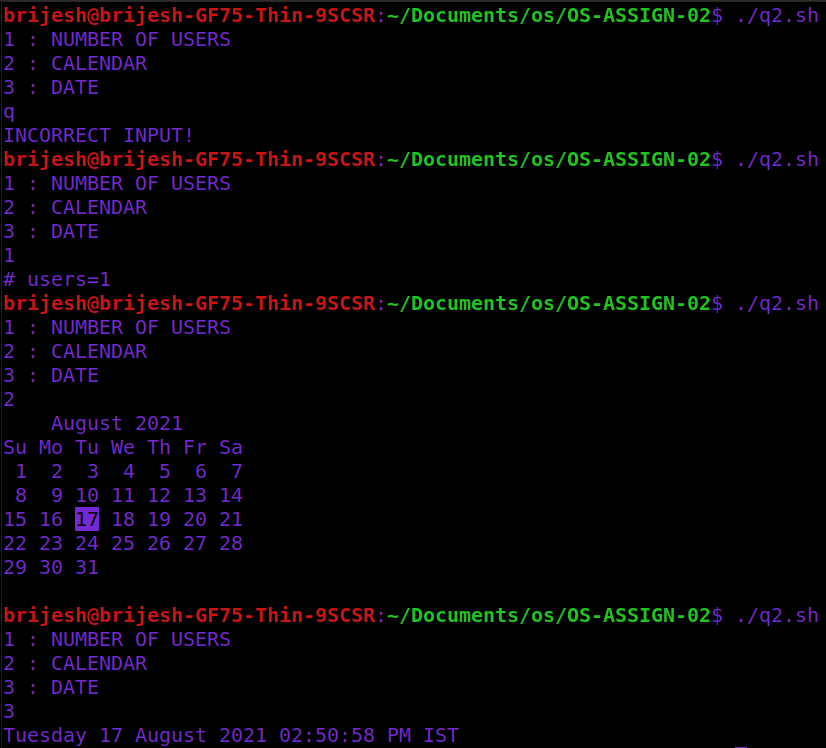 brijesh@brijesh-GF75-Thin-9SCSR:~/Documents/os/OS-ASSIGN-02$ ./q2.sh
1 : NUMBER OF USERS
2 : CALENDAR
3 : DATE
q
INCORRECT INPUT!
brijesh@brijesh-GF75-Thin-9SCSR:~/Documents/os/OS-ASSIGN-02$ ./q2.sh
1 : NUMBER OF USERS
2 : CALENDAR
3 : DATE
1
# users=1
brijesh@brijesh-GF75-Thin-9SCSR:~/Documents/os/OS-ASSIGN-02$ ./q2.sh
1 : NUMBER OF USERS
2 : CALENDAR
3 : DATE
2
    August 2021
Su Mo Tu We Th Fr Sa
 1  2  3  4  5  6  7
 8  9 10 11 12 13 14
15 16 17 18 19 20 21
22 23 24 25 26 27 28
29 30 31
brijesh@brijesh-GF75-Thin-9SCSR:~/Documents/os/OS-ASSIGN-02$ ./q2.sh
1 : NUMBER OF USERS
2 : CALENDAR
3 : DATE
3
Tuesday 17 August 2021 02:50:58 PM IST